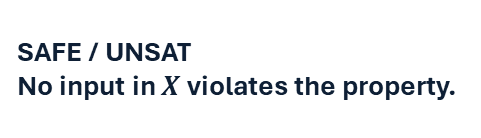 SAFE / UNSAT
No input in X violates the property.